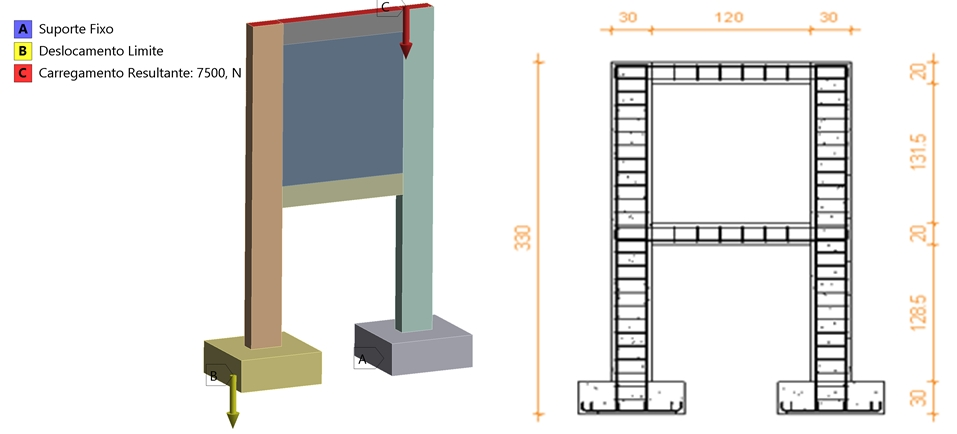 A Suporte Fixo
B Deslocamento Limite
C Carregamento Resultante: 7500, N
C
B
A
30 120 30
20
131.5
330
20
128.5
30